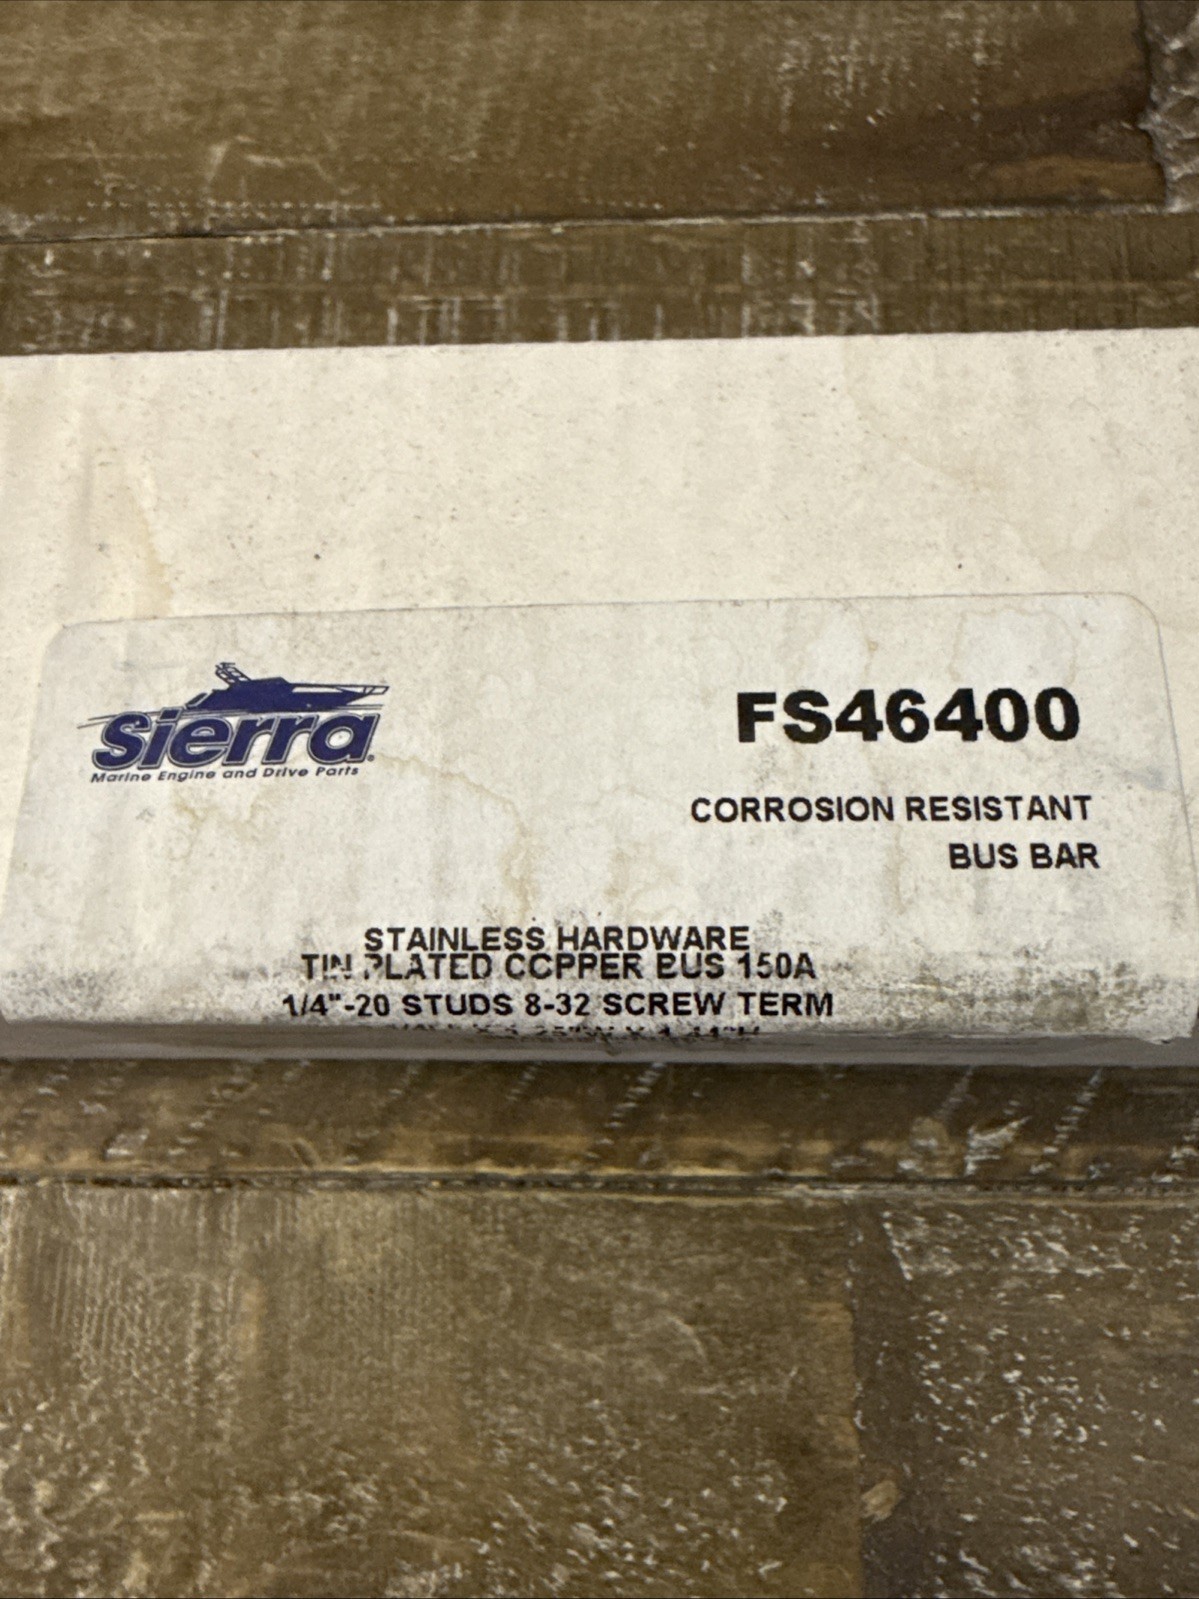 Sierra®
Marine Engine and Drive Parts
FS46400
CORROSION RESISTANT
BUS BAR
STAINLESS HARDWARE
TIN PLATED COPPER BUS 150A
1/4"-20 STUDS 8-32 SCREW TERM